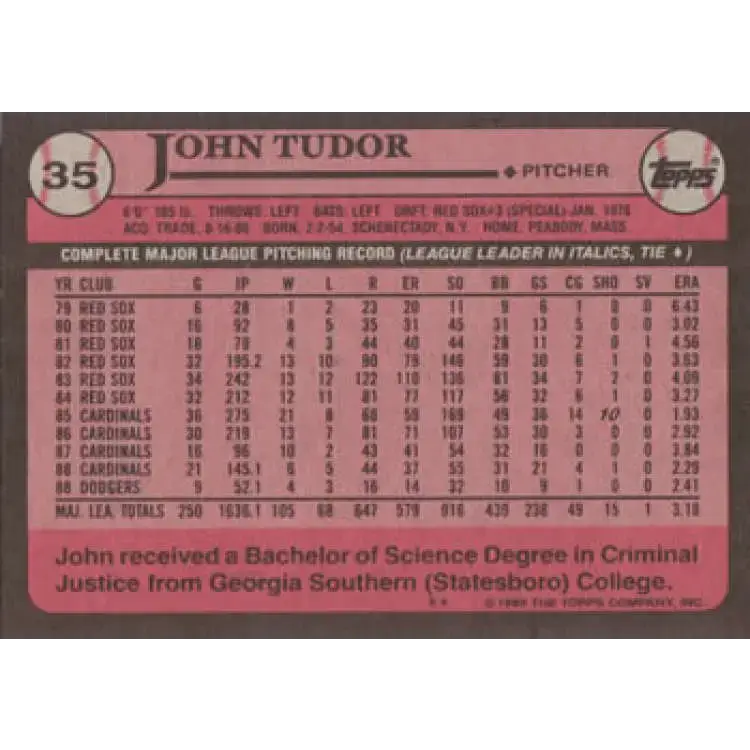 35
JOHN TUDOR
♦ PITCHER
Topps®
6'0" 185 lb. THROWS: LEFT BATS: LEFT DRFT: RED SOX #3 (SPECIAL)-JAN. 1976
ACQ: TRADE, 8-16-88 BORN: 2-2-54, SCHENECTADY, N.Y. HOME: PEABODY, MASS.
COMPLETE MAJOR LEAGUE PITCHING RECORD (LEAGUE LEADER IN ITALICS, TIE ♦)
YR CLUB G IP W L R ER SO BB GS CG SHO SV ERA
79 RED SOX 6 28 1 2 23 20 11 9 6 1 0 0 6.43
80 RED SOX 16 92 8 5 35 31 45 31 13 5 0 0 3.02
81 RED SOX 18 79 4 3 44 40 44 28 11 2 0 1 4.56
82 RED SOX 32 195.2 13 10 90 79 146 59 30 6 1 0 3.63
83 RED SOX 34 242 13 12 122 110 136 81 34 7 2 0 4.09
84 RED SOX 32 212 12 11 81 77 117 56 32 6 1 0 3.27
85 CARDINALS 36 275 21 8 68 59 169 49 36 14 10 0 1.93
86 CARDINALS 30 219 13 7 81 71 107 53 30 3 0 0 2.92
87 CARDINALS 16 96 10 2 43 41 54 32 16 0 0 0 3.84
88 CARDINALS 21 145.1 6 5 44 37 55 31 21 4 1 0 2.29
88 DODGERS 9 52.1 4 3 16 14 32 10 9 1 0 0 2.41
MAJ. LEA. TOTALS 250 1636.1 105 68 647 579 916 439 238 49 15 1 3.18
John received a Bachelor of Science Degree in Criminal
Justice from Georgia Southern (Statesboro) College.
© 1989 THE TOPPS COMPANY, INC.